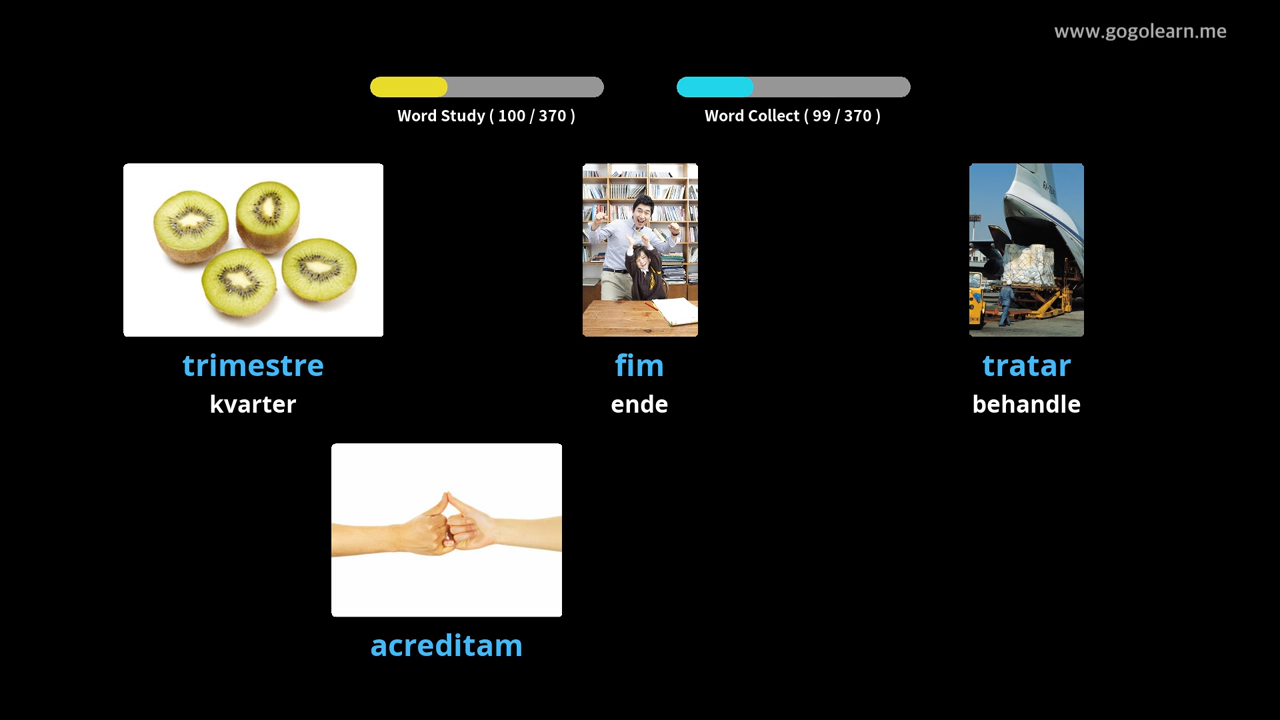 www.gogolearn.me
Word Study ( 100 / 370 )
Word Collect ( 99 / 370 )
trimestre
kvarter
fim
ende
tratar
behandle
acreditam